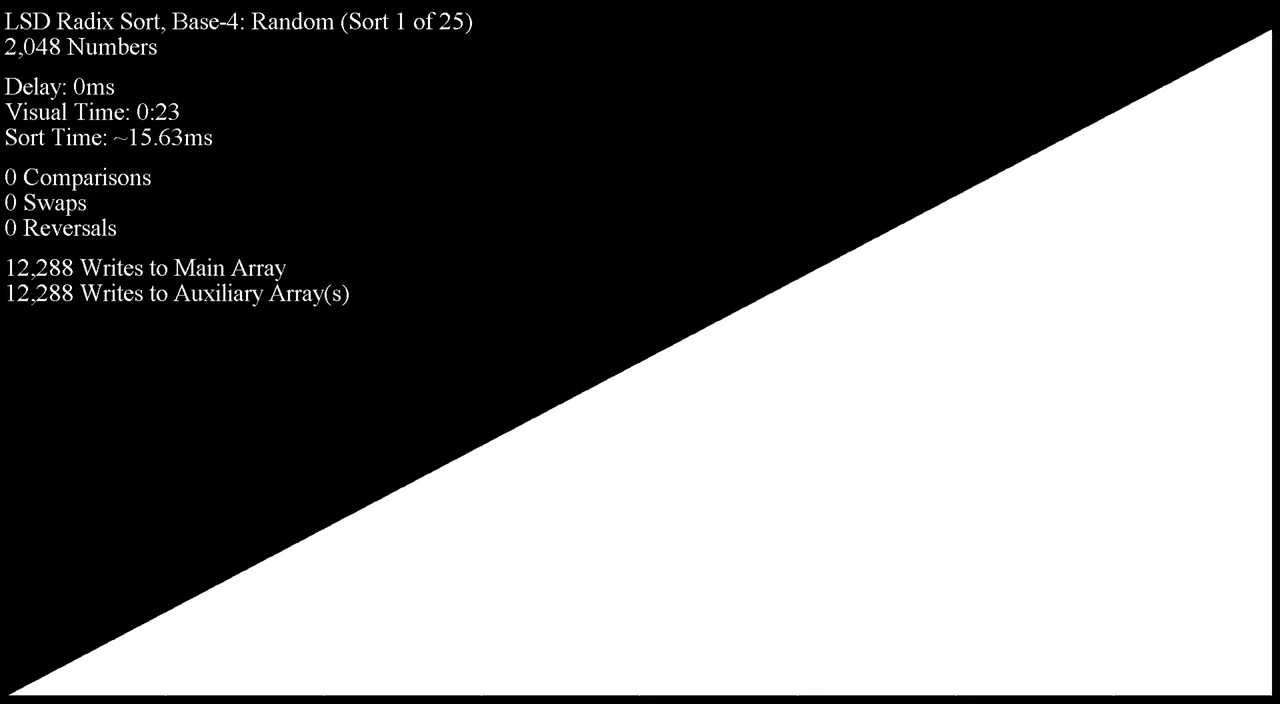 LSD Radix Sort, Base-4: Random (Sort 1 of 25)
2,048 Numbers
Delay: 0ms
Visual Time: 0:23
Sort Time: ~15.63ms
0 Comparisons
0 Swaps
0 Reversals
12,288 Writes to Main Array
12,288 Writes to Auxiliary Array(s)